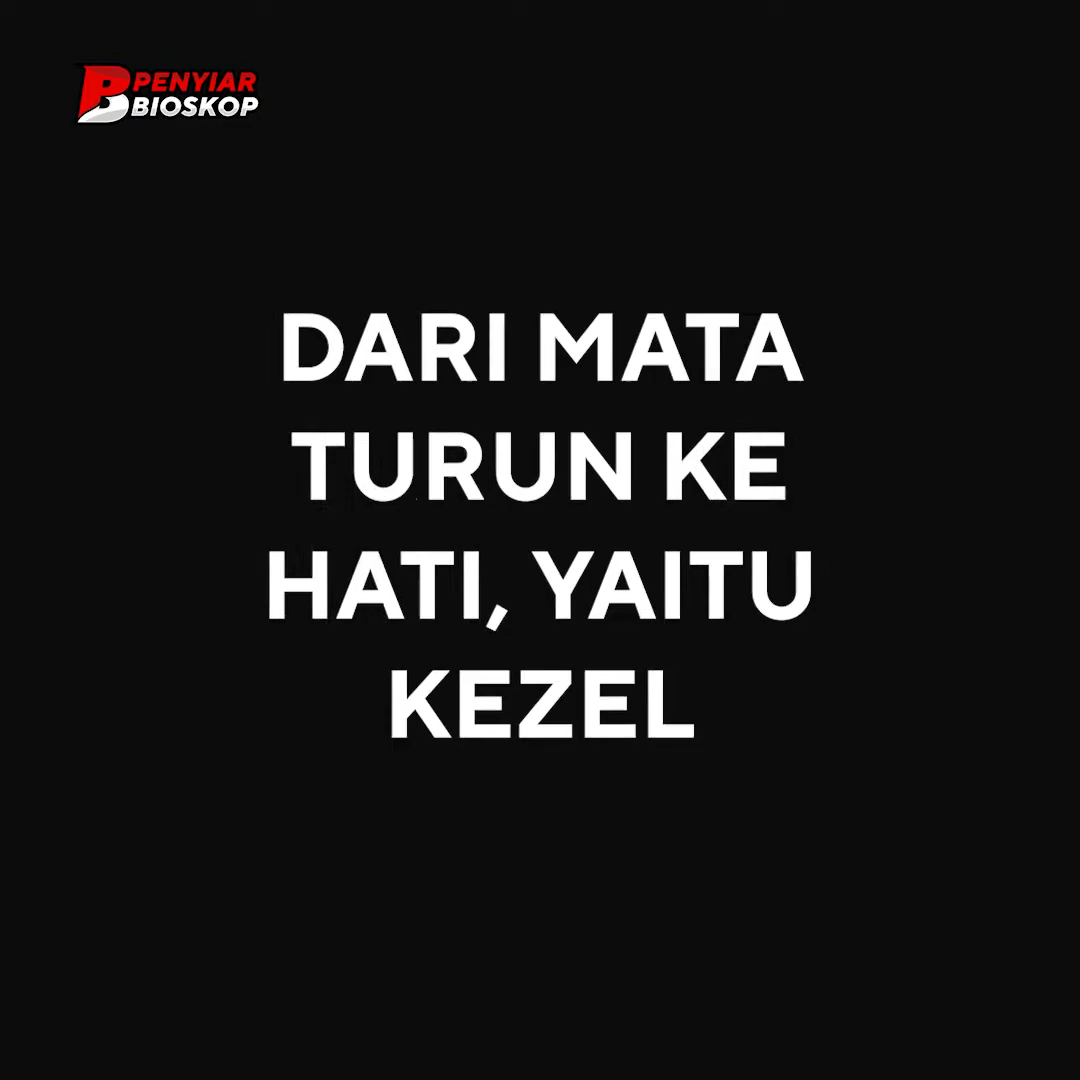 PENYIAR
BIOSKOP
DARI MATA
TURUN KE
HATI, YAITU
KEZEL